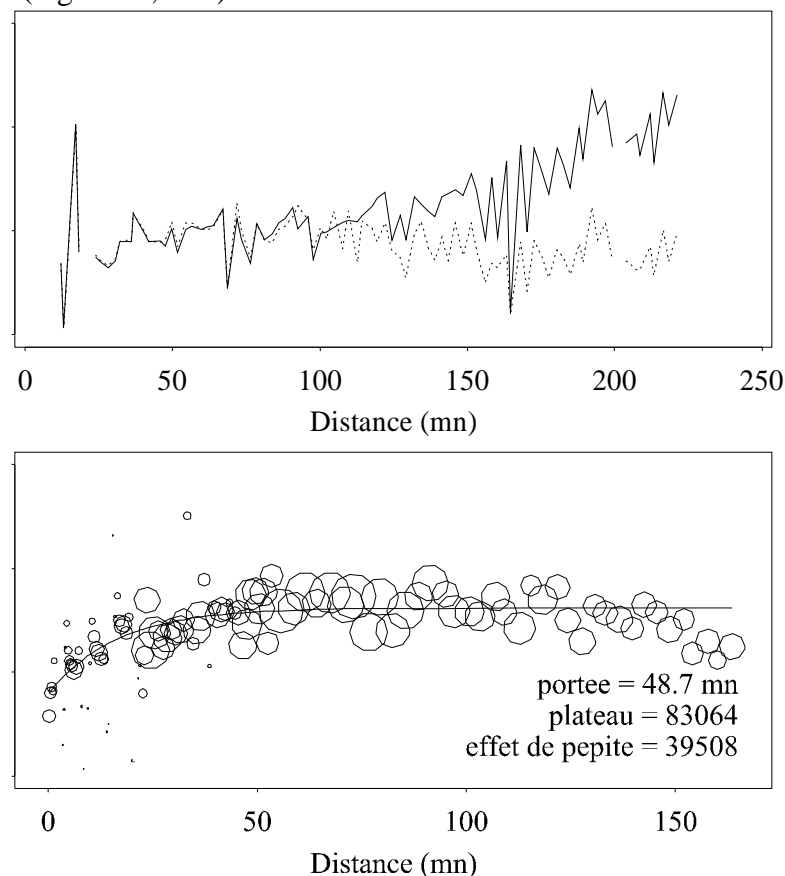 0 50 100 150 200 250
Distance (mn)
portee = 48.7 mn
plateau = 83064
effet de pepite = 39508
0 50 100 150
Distance (mn)